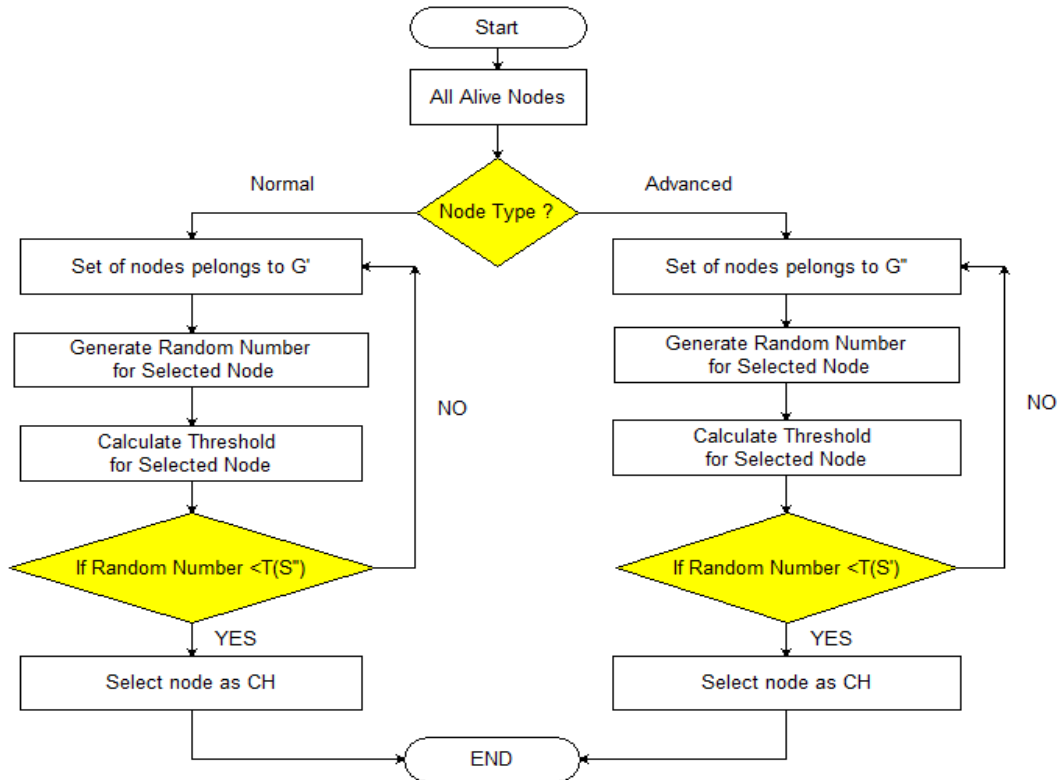 Start
All Alive Nodes
Node Type ?
Normal
Advanced
Set of nodes pelongs to G'
Generate Random Number
for Selected Node
Calculate Threshold
for Selected Node
If Random Number <T(S")
NO
YES
Select node as CH
Set of nodes pelongs to G"
Generate Random Number
for Selected Node
Calculate Threshold
for Selected Node
If Random Number <T(S')
NO
YES
Select node as CH
END